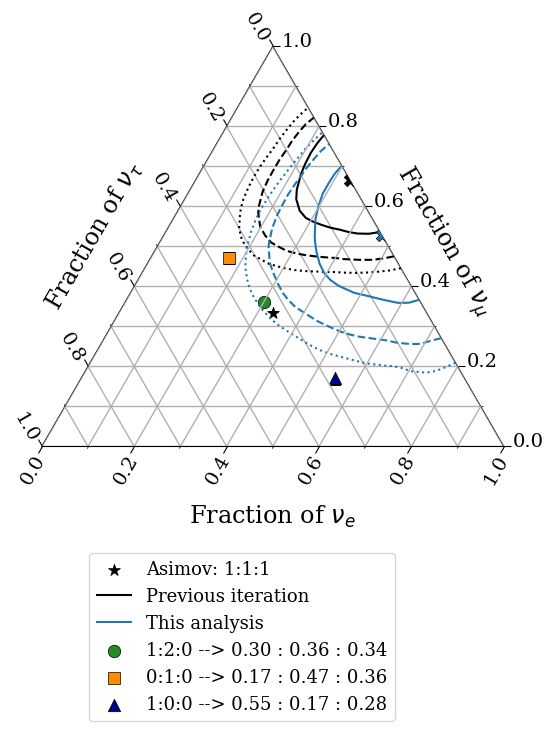 0.0
1.0
0.2
0.8
Fraction of ν_τ
Fraction of ν_μ
0.4
0.6
0.6
0.4
0.8
0.2
1.0
0.0
0.0
0.2
0.4
0.6
0.8
1.0
Fraction of ν_e
Asimov: 1:1:1
Previous iteration
This analysis
1:2:0 --> 0.30 : 0.36 : 0.34
0:1:0 --> 0.17 : 0.47 : 0.36
1:0:0 --> 0.55 : 0.17 : 0.28